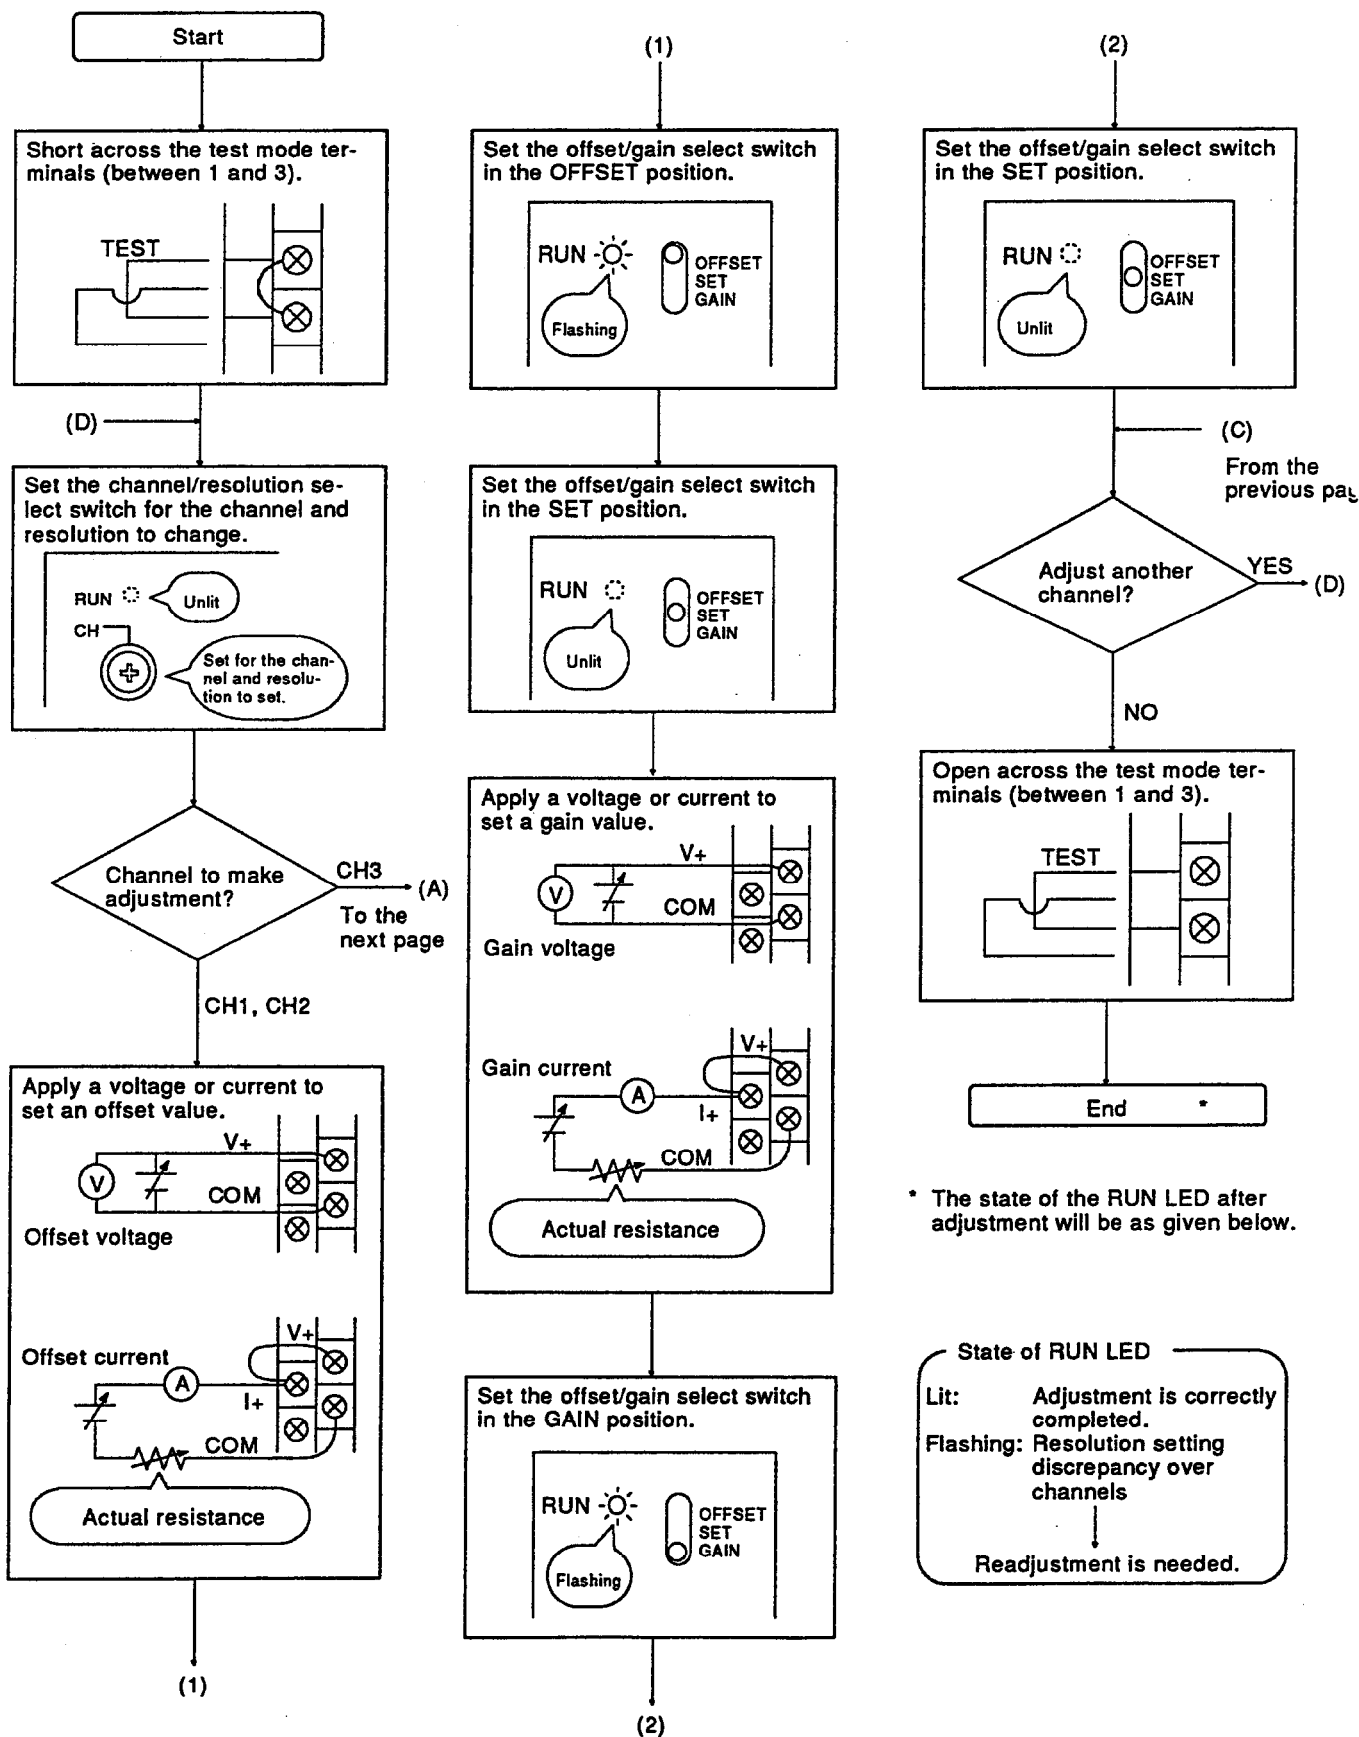 Start
Short across the test mode ter-
minals (between 1 and 3).
TEST
(D)
Set the channel/resolution se-
lect switch for the channel and
resolution to change.
RUN
Unlit
CH
Set for the chan-
nel and resolu-
tion to set.
Channel to make
adjustment?
CH3
(A)
To the
next page
CH1, CH2
Apply a voltage or current to
set an offset value.
V+
V
COM
Offset voltage
V+
Offset current
A
I+
COM
Actual resistance
(1)
(1)
Set the offset/gain select switch
in the OFFSET position.
RUN
OFFSET
SET
GAIN
Flashing
Set the offset/gain select switch
in the SET position.
RUN
OFFSET
SET
GAIN
Unlit
Apply a voltage or current to
set a gain value.
V+
V
COM
Gain voltage
V+
Gain current
A
I+
COM
Actual resistance
Set the offset/gain select switch
in the GAIN position.
RUN
OFFSET
SET
GAIN
Flashing
(2)
(2)
Set the offset/gain select switch
in the SET position.
RUN
OFFSET
SET
GAIN
Unlit
(C)
From the
previous
Adjust another
channel?
YES
(D)
NO
Open across the test mode ter-
minals (between 1 and 3).
TEST
End *
* The state of the RUN LED after
adjustment will be as given below.
State of RUN LED
Lit: Adjustment is correctly
completed.
Flashing: Resolution setting
discrepancy over
channels
Readjustment is needed.